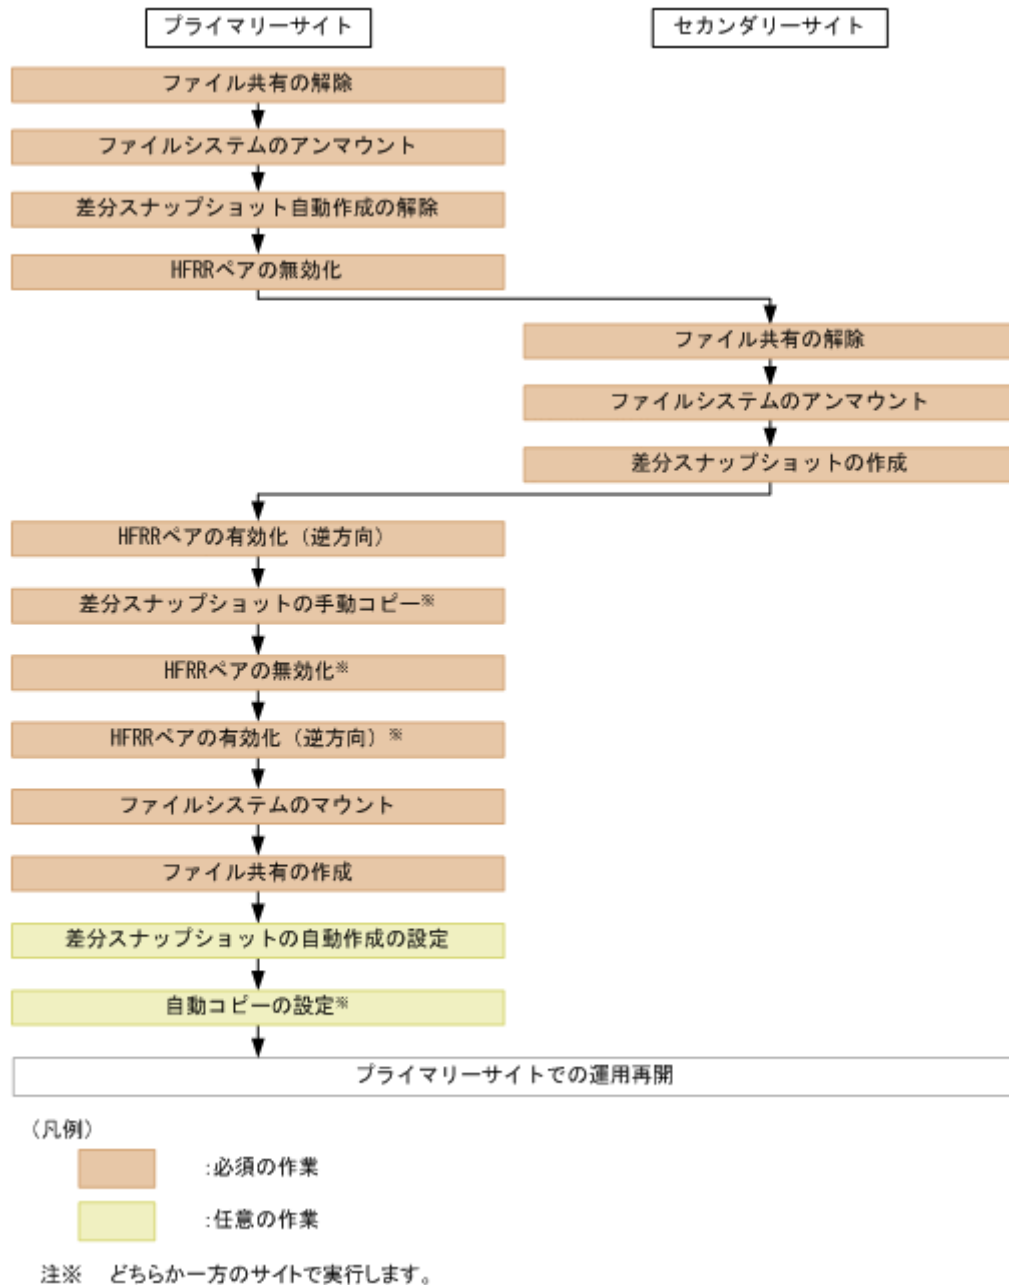 プライマリーサイト
セカンダリーサイト
ファイル共有の解除
ファイルシステムのアンマウント
差分スナップショット自動作成の解除
HFRRペアの無効化
ファイル共有の解除
ファイルシステムのアンマウント
差分スナップショットの作成
HFRRペアの有効化（逆方向）
差分スナップショットの手動コピー※
HFRRペアの無効化※
HFRRペアの有効化（逆方向）※
ファイルシステムのマウント
ファイル共有の作成
差分スナップショットの自動作成の設定
自動コピーの設定※
プライマリーサイトでの運用再開
（凡例）
:必須の作業
:任意の作業
注※　どちらか一方のサイトで実行します。